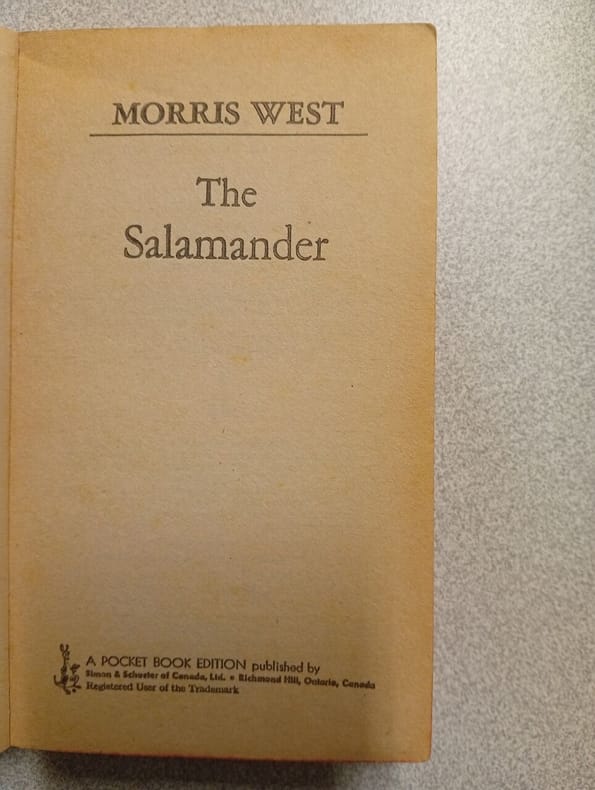 MORRIS WEST
The
Salamander
A POCKET BOOK EDITION published by
Simon & Schuster of Canada, Ltd. • Richmond Hill, Ontario, Canada
Registered User of the Trademark